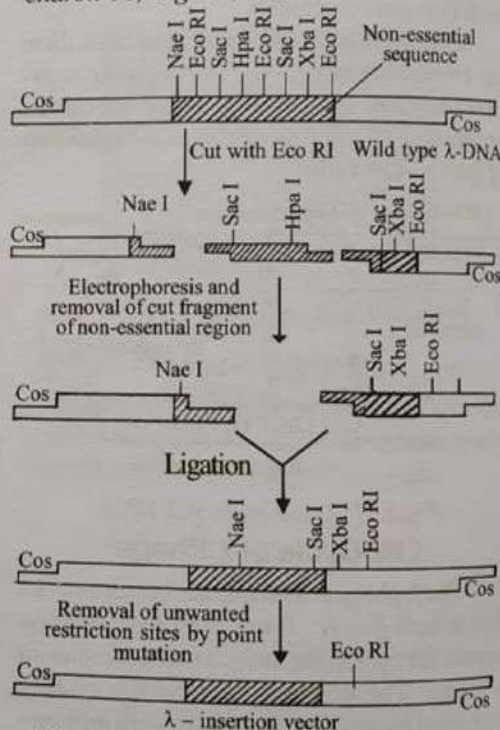 Nae I
Eco RI
Sac I
Hpa I
Eco RI
Sac I
Xba I
Eco RI
Non-essential
sequence
Cos
Cos
Cut with Eco RI
Wild type λ-DNA
Nae I
Sac I
Hpa I
Sac I
Xba I
Eco RI
Cos
Cos
Electrophoresis and
removal of cut fragment
of non-essential region
Nae I
Sac I
Xba I
Eco RI
Cos
Ligation
Nae I
Sac I
Xba I
Eco RI
Cos
Cos
Removal of unwanted
restriction sites by point
mutation
Eco RI
Cos
Cos
λ – insertion vector